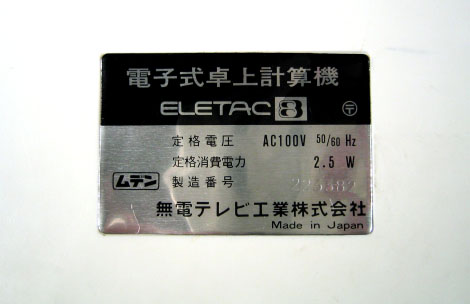 電子式卓上計算機
ELETAC 8 〒
定格電圧 AC100V 50/60 Hz
定格消費電力 2.5 W
ムデン 製造番号
無電テレビ工業株式会社
Made in Japan